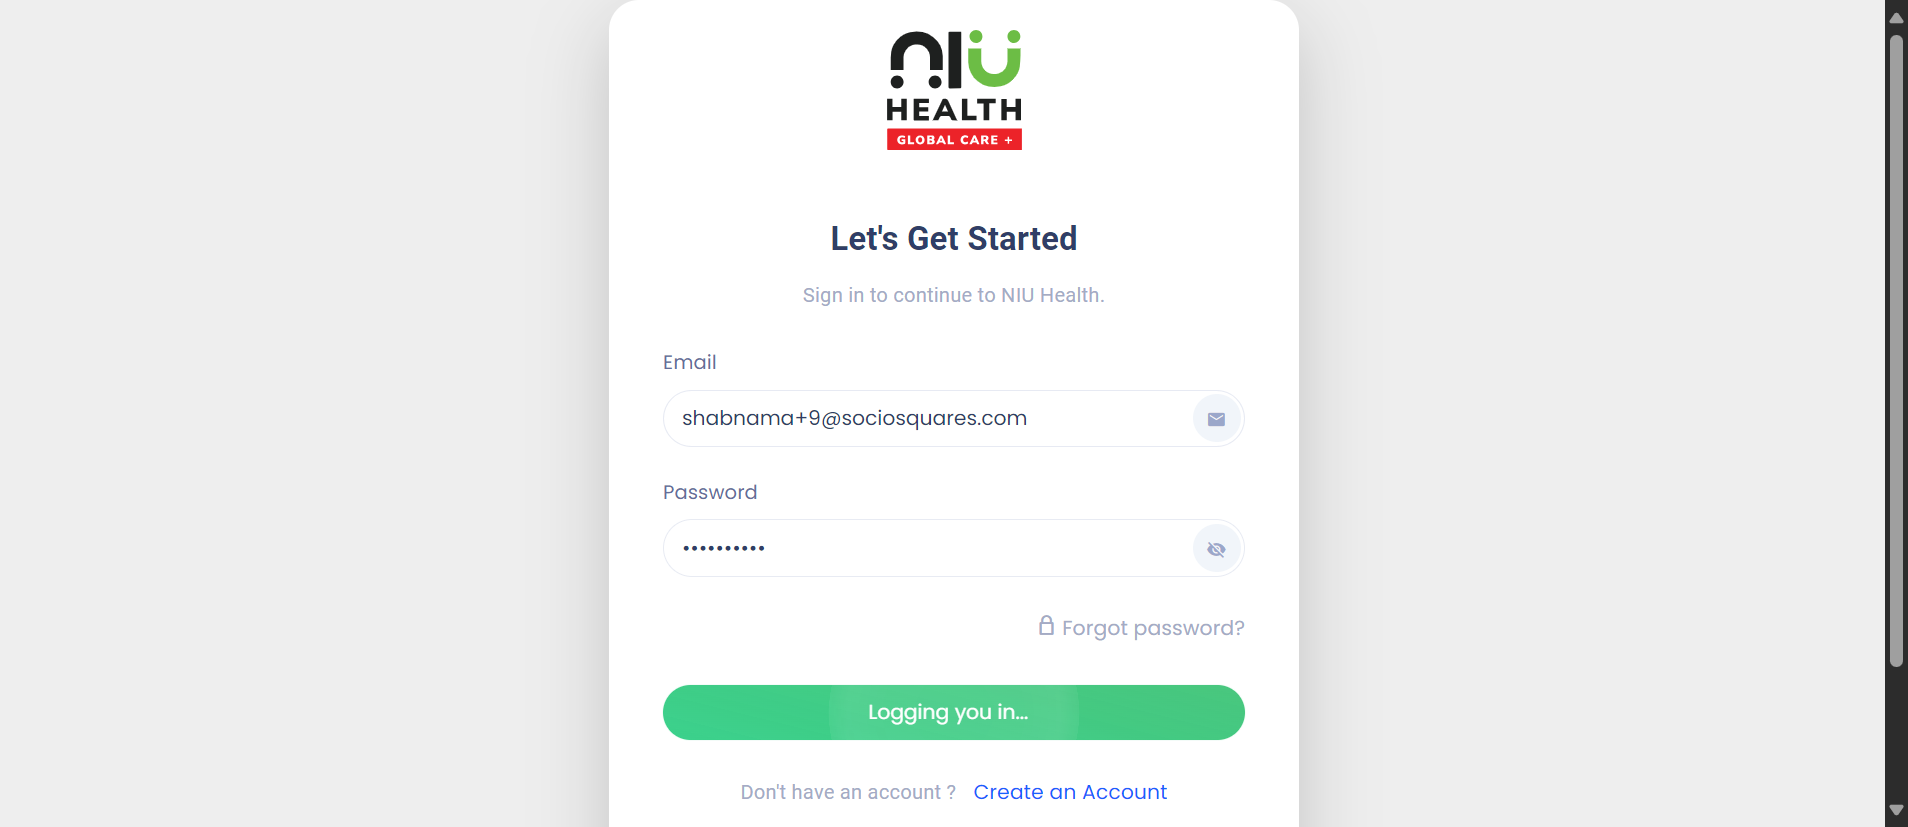 NIU
HEALTH
GLOBAL CARE +
Let's Get Started
Sign in to continue to NIU Health.
Email
shabnama+9@sociosquares.com
Password
••••••••••
Forgot password?
Logging you in...
Don't have an account ? Create an Account